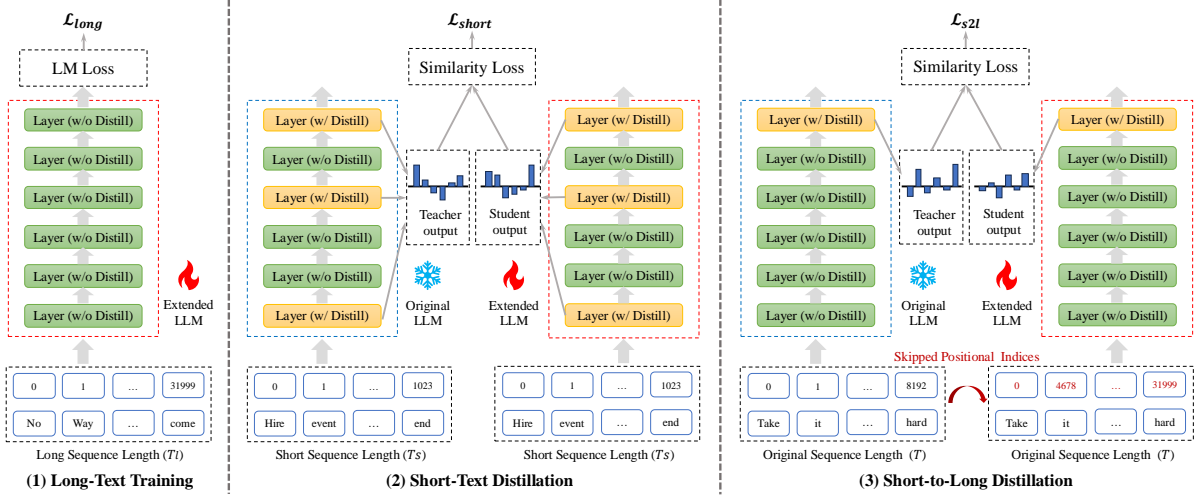 ℒ_long
LM Loss
Layer (w/o Distill)
Layer (w/o Distill)
Layer (w/o Distill)
Layer (w/o Distill)
Layer (w/o Distill)
Layer (w/o Distill)
Extended
LLM
0 1 … 31999
No Way … come
Long Sequence Length (Tl)
(1) Long-Text Training
ℒ_short
Similarity Loss
Layer (w/ Distill)
Layer (w/o Distill)
Layer (w/ Distill)
Layer (w/o Distill)
Layer (w/o Distill)
Layer (w/ Distill)
Teacher
output
Student
output
Original
LLM
Extended
LLM
Layer (w/ Distill)
Layer (w/o Distill)
Layer (w/ Distill)
Layer (w/o Distill)
Layer (w/o Distill)
Layer (w/ Distill)
0 1 … 1023
Hire event … end
Short Sequence Length (Ts)
0 1 … 1023
Hire event … end
Short Sequence Length (Ts)
(2) Short-Text Distillation
ℒ_s2l
Similarity Loss
Layer (w/ Distill)
Layer (w/o Distill)
Layer (w/o Distill)
Layer (w/o Distill)
Layer (w/o Distill)
Layer (w/o Distill)
Teacher
output
Student
output
Original
LLM
Extended
LLM
Layer (w/ Distill)
Layer (w/o Distill)
Layer (w/o Distill)
Layer (w/o Distill)
Layer (w/o Distill)
Layer (w/o Distill)
Skipped Positional Indices
0 1 … 8192
Take it … hard
Original Sequence Length (T)
0 4678 … 31999
Take it … hard
Original Sequence Length (T)
(3) Short-to-Long Distillation